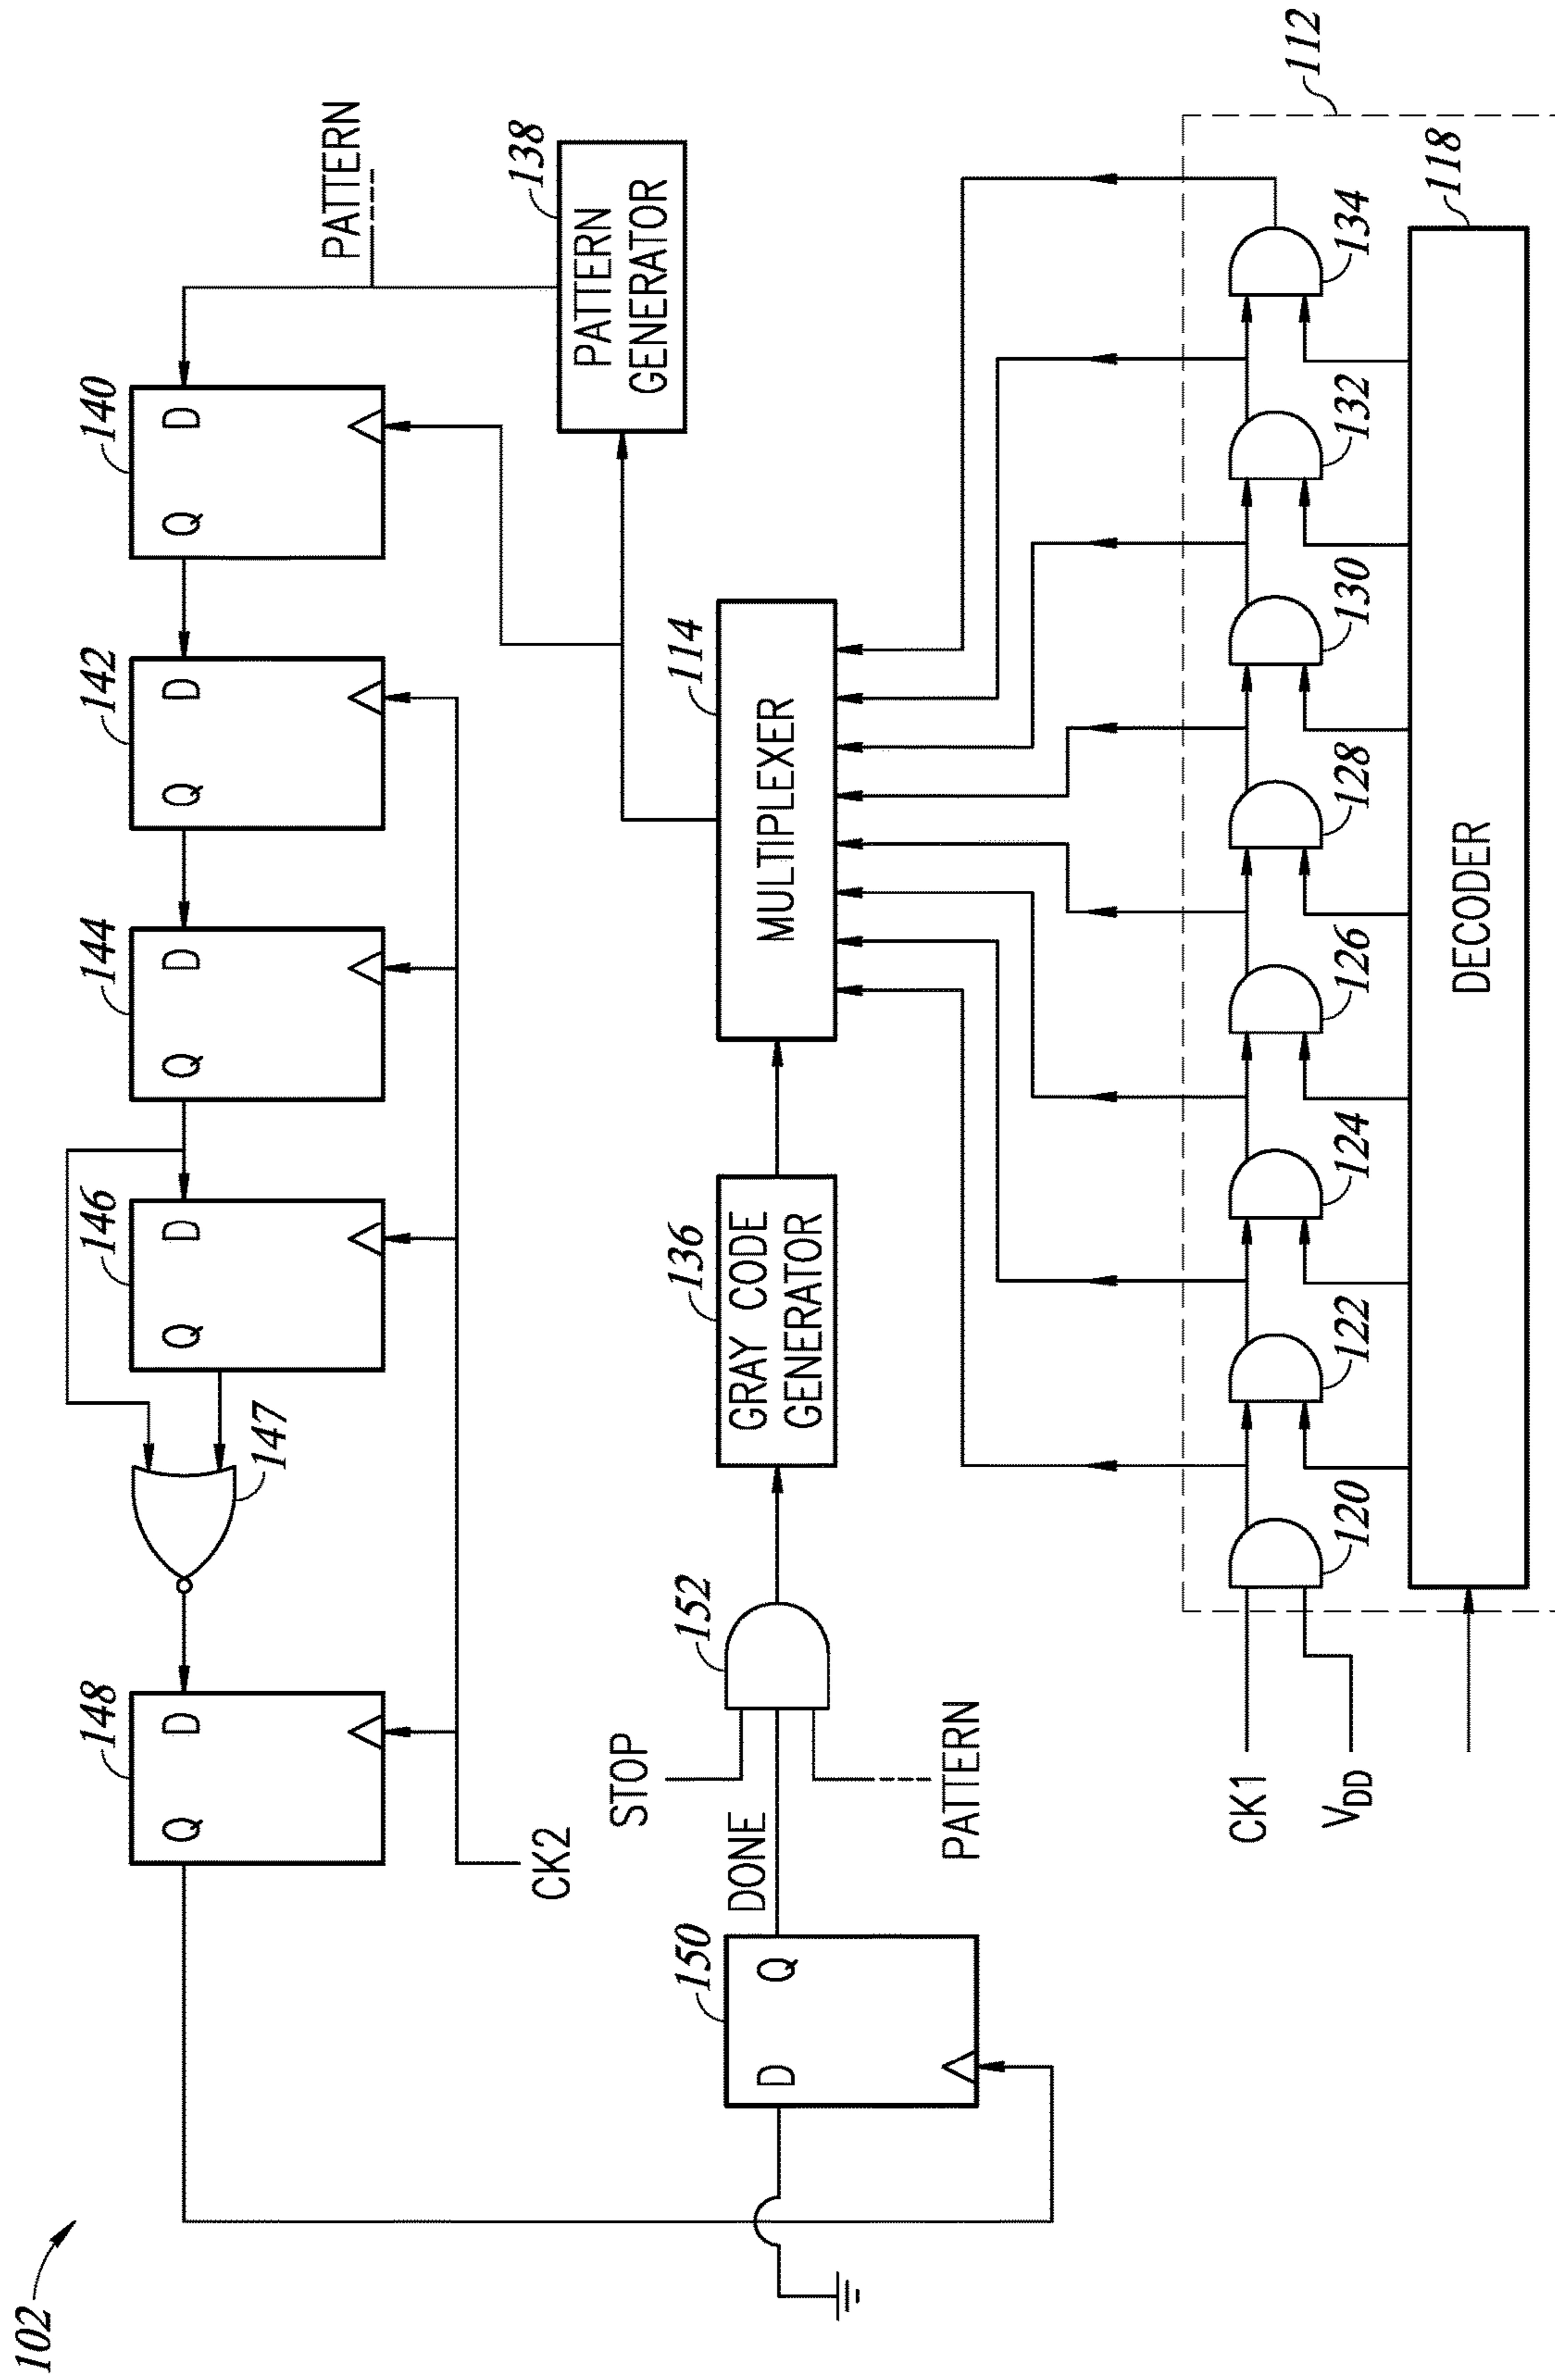 102
148
D
Q
147
146
D
Q
144
D
Q
142
D
Q
140
D
Q
PATTERN
CK2
138
PATTERN
GENERATOR
150
D
Q
DONE
STOP
152
PATTERN
136
GRAY CODE
GENERATOR
114
MULTIPLEXER
112
CK1
VDD
120
122
124
126
128
130
132
134
118
DECODER